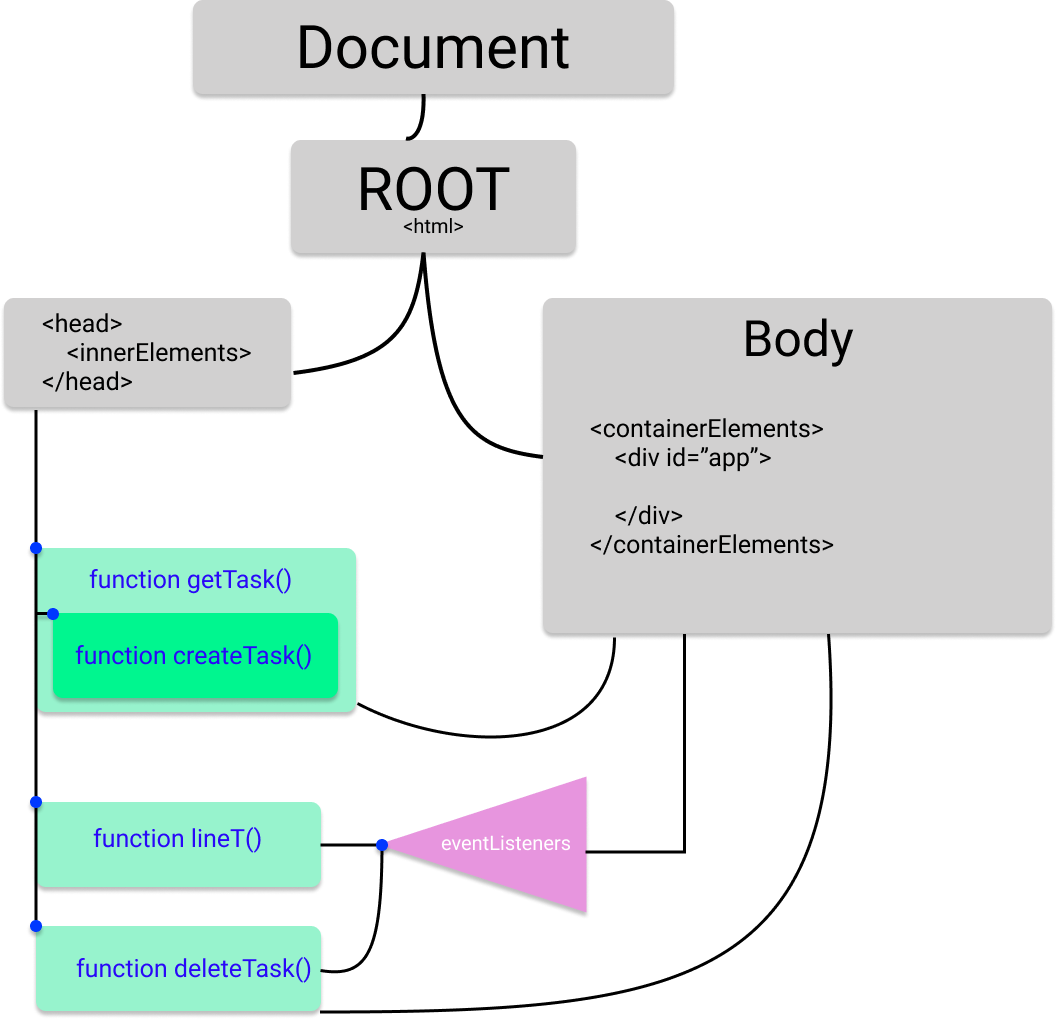 Document
ROOT
<html>
<head>
<innerElements>
</head>
Body
<containerElements>
<div id=”app”>
</div>
</containerElements>
function getTask()
function createTask()
function lineT()
eventListeners
function deleteTask()